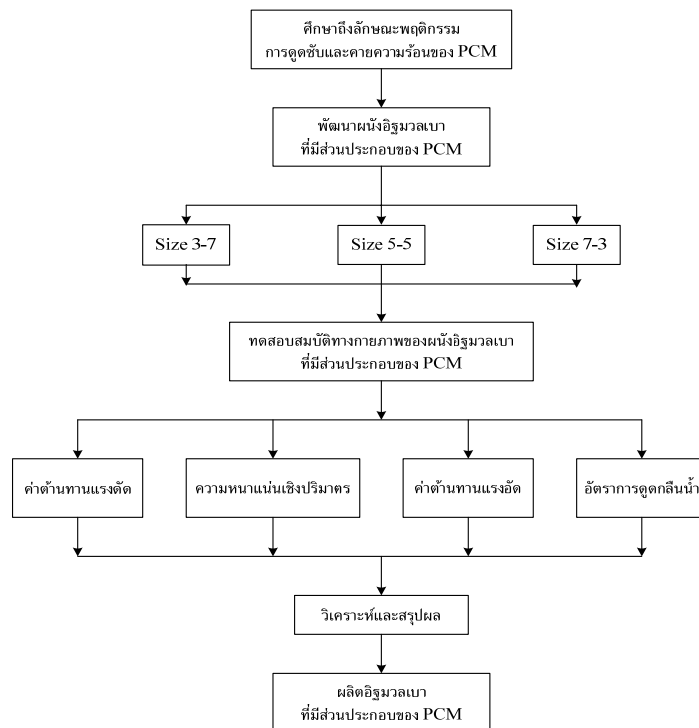 ศึกษาถึงลักษณะพฤติกรรม
การดูดซับและคายความร้อนของ PCM
พัฒนาผนังอิฐมวลเบา
ที่มีส่วนประกอบของ PCM
Size 3-7
Size 5-5
Size 7-3
ทดสอบสมบัติทางกายภาพของผนังอิฐมวลเบา
ที่มีส่วนประกอบของ PCM
ค่าต้านทานแรงดัด
ความหนาแน่นเชิงปริมาตร
ค่าต้านทานแรงอัด
อัตราการดูดกลืนน้ำ
วิเคราะห์และสรุปผล
ผลิตอิฐมวลเบา
ที่มีส่วนประกอบของ PCM